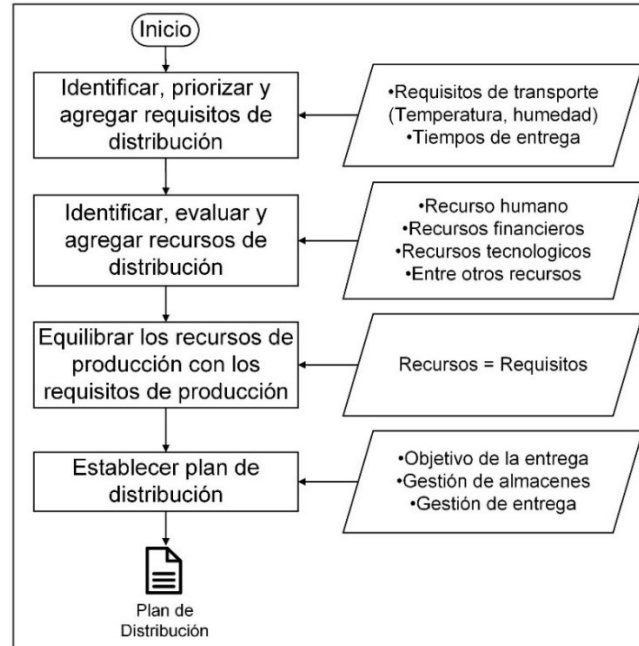 Inicio
Identificar, priorizar y
agregar requisitos de
distribución
•Requisitos de transporte
(Temperatura, humedad)
•Tiempos de entrega
Identificar, evaluar y
agregar recursos de
distribución
•Recurso humano
•Recursos financieros
•Recursos tecnologicos
•Entre otros recursos
Equilibrar los recursos de
producción con los
requisitos de producción
Recursos = Requisitos
Establecer plan de
distribución
•Objetivo de la entrega
•Gestión de almacenes
•Gestión de entrega
Plan de
Distribución